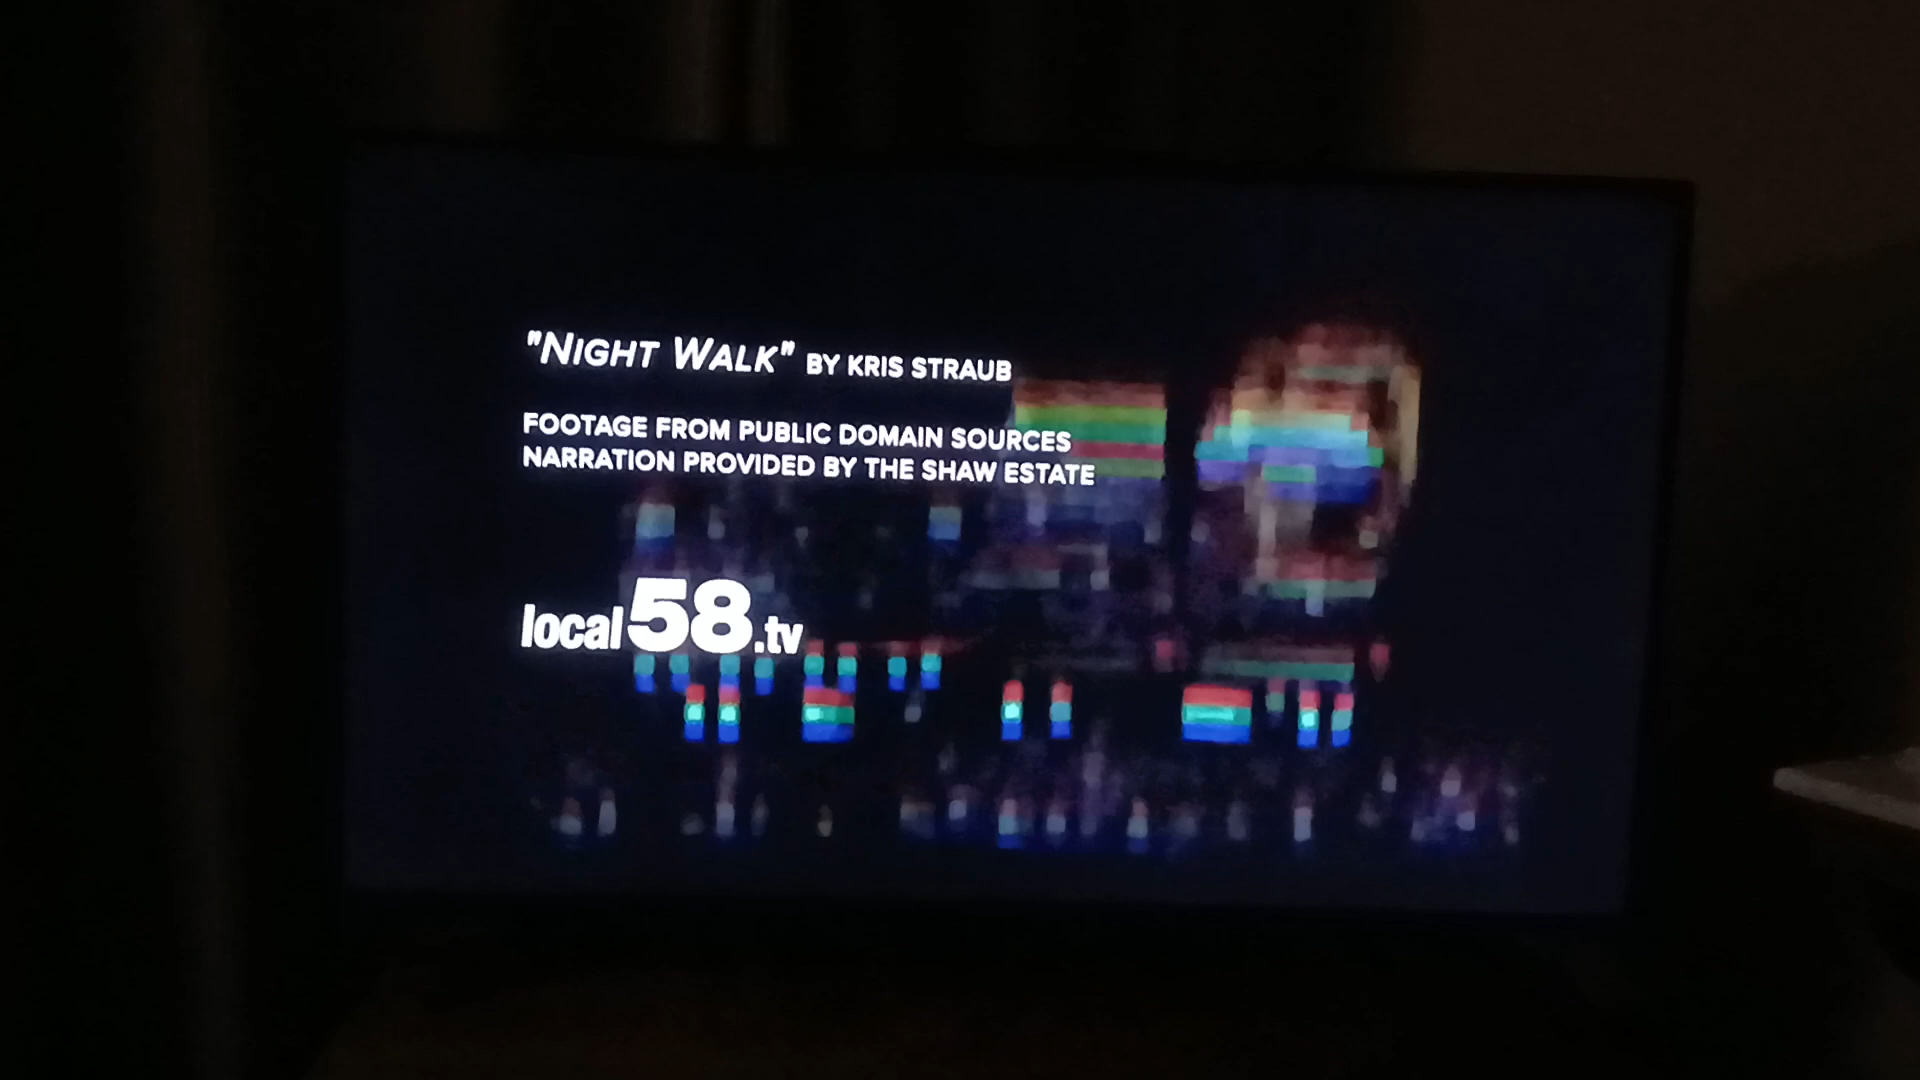 "Night Walk" BY KRIS STRAUB
FOOTAGE FROM PUBLIC DOMAIN SOURCES
NARRATION PROVIDED BY THE SHAW ESTATE
local58.tv